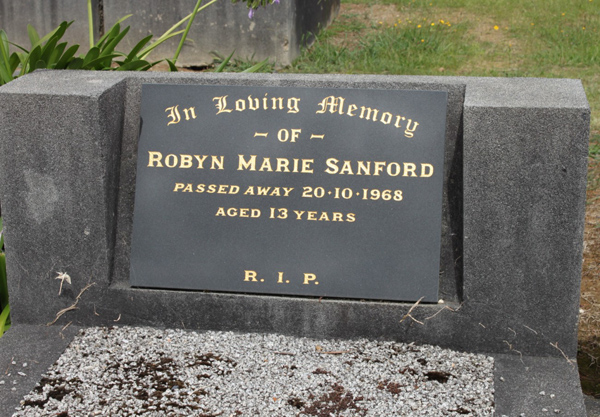 In Loving Memory
– OF –
ROBYN MARIE SANFORD
PASSED AWAY 20·10·1968
AGED 13 YEARS
R. I. P.